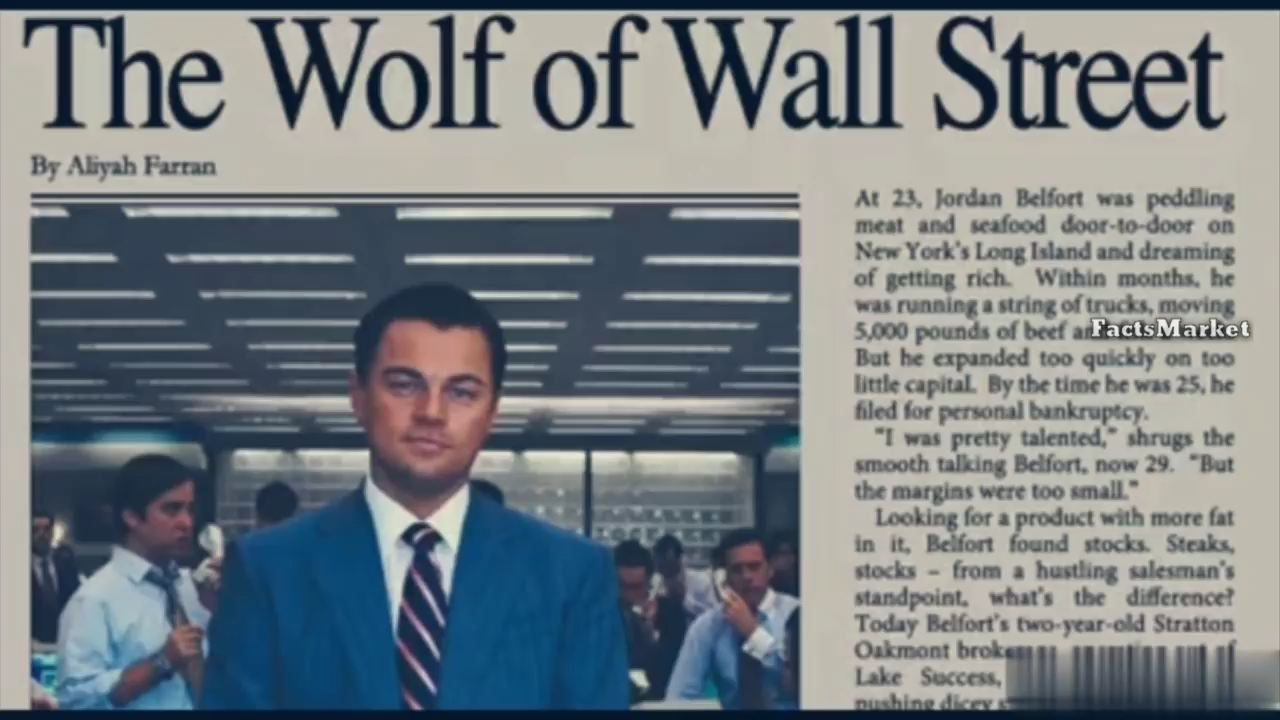 The Wolf of Wall Street
By Aliyah Farran
At 23, Jordan Belfort was peddling
meat and seafood door-to-door on
New York's Long Island and dreaming
of getting rich. Within months, he
was running a string of trucks, moving
5,000 pounds of beef
FactsMarket
But he expanded too quickly on too
little capital. By the time he was 25, he
filed for personal bankruptcy.
"I was pretty talented," shrugs the
smooth talking Belfort, now 29. "But
the margins were too small."
Looking for a product with more fat
in it, Belfort found stocks. Steaks,
stocks – from a hustling salesman's
standpoint, what's the difference?
Today Belfort's two-year-old Stratton
Oakmont of
Lake Success,
pushing dicey